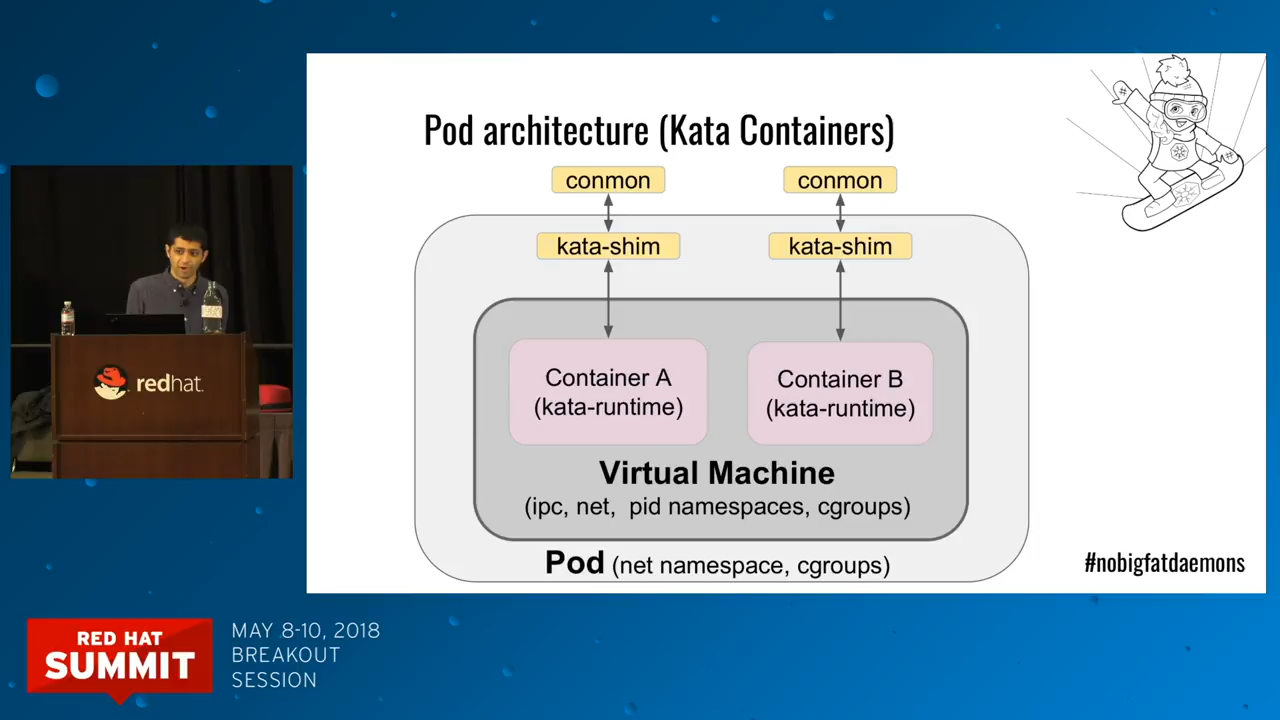 Pod architecture (Kata Containers)
conmon
conmon
kata-shim
kata-shim
Container A
(kata-runtime)
Container B
(kata-runtime)
Virtual Machine
(ipc, net, pid namespaces, cgroups)
Pod (net namespace, cgroups)
#nobigfatdaemons
redhat.
RED HAT
SUMMIT
MAY 8-10, 2018
BREAKOUT
SESSION